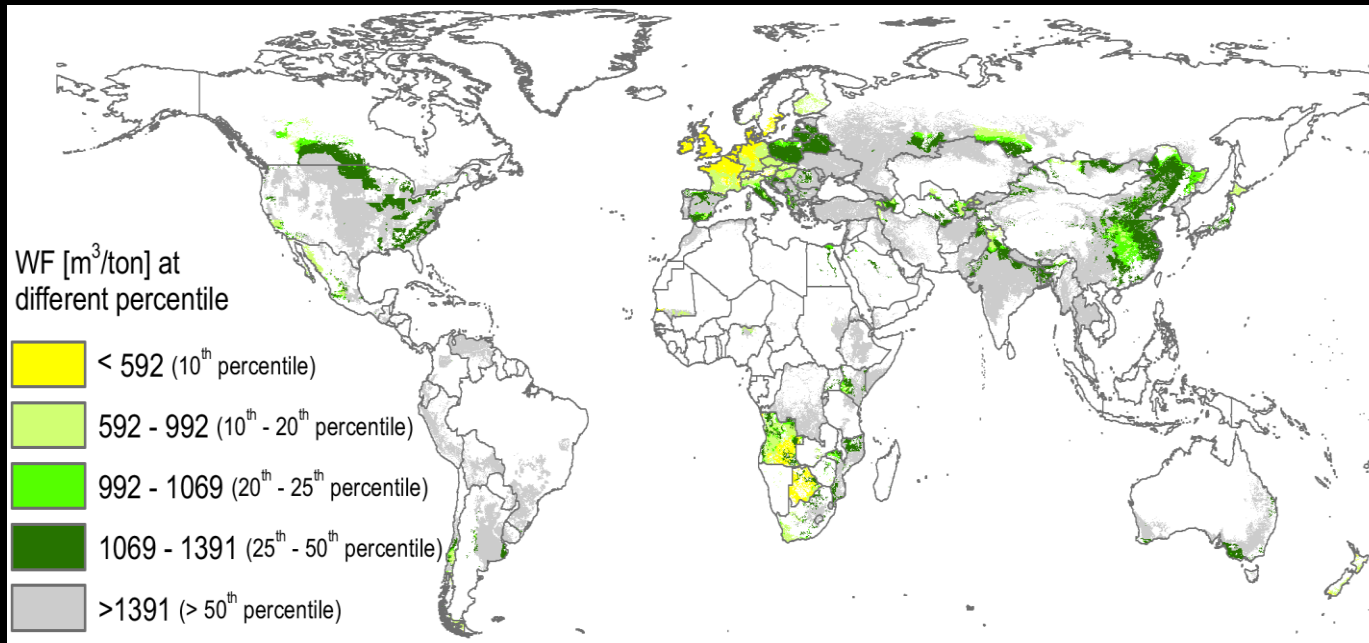 WF [m³/ton] at
different percentile
< 592 (10th percentile)
592 - 992 (10th - 20th percentile)
992 - 1069 (20th - 25th percentile)
1069 - 1391 (25th - 50th percentile)
>1391 (> 50th percentile)